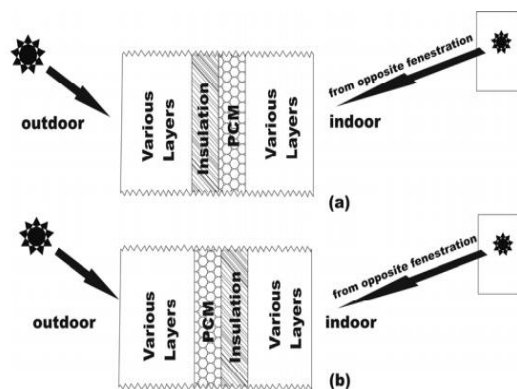 outdoor
Various
Layers
Insulation
PCM
Various
Layers
from opposite fenestration
indoor
(a)
outdoor
Various
Layers
PCM
Insulation
Various
Layers
from opposite fenestration
indoor
(b)